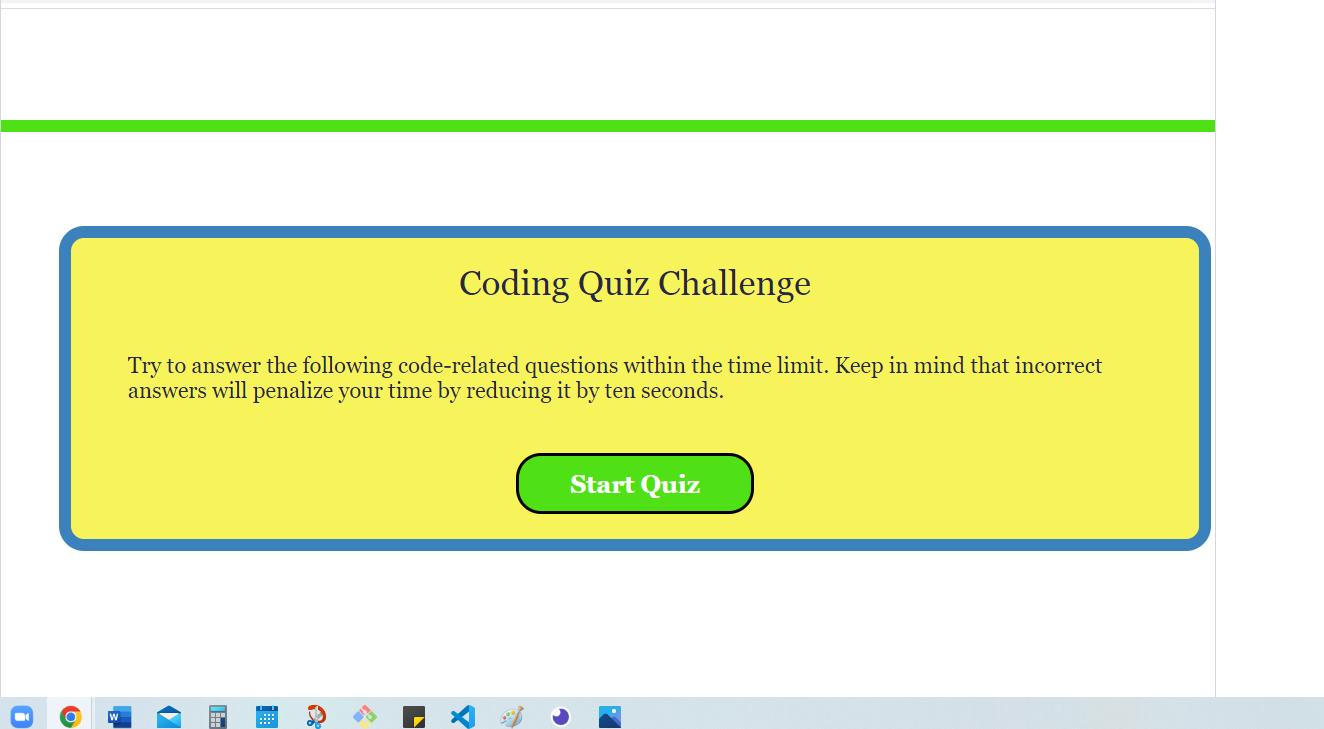 Coding Quiz Challenge
Try to answer the following code-related questions within the time limit. Keep in mind that incorrect
answers will penalize your time by reducing it by ten seconds.
Start Quiz
W